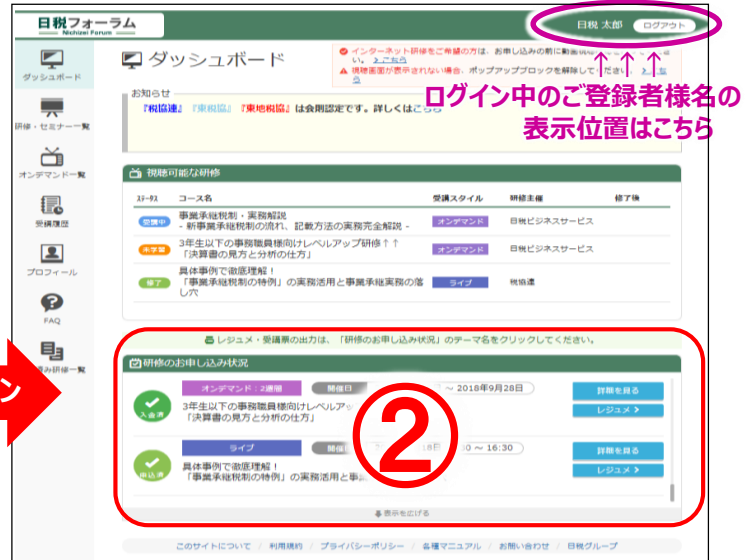 日税フォーラム
Nichizei Forum
日税 太郎 ログアウト
ダッシュボード
インターネット研修をご希望の方は、お申し込みの前に動画
い。 > こちら
視聴画面が表示されない場合、ポップアップブロックを解除してください。
ログイン中のご登録者様名の
表示位置はこちら
お知らせ
『税協連』 『東税協』 『東地税協』は会則認定です。詳しくは
ダッシュボード
研修・セミナー一覧
オンデマンド一覧
受講履歴
プロフィール
FAQ
み研修一覧
ン
視聴可能な研修
ステータス コース名 受講スタイル 研修主催 修了後
受講中 事業承継税制・実務解説 オンデマンド 日税ビジネスサービス
- 新事業承継税制の流れ、記載方法の実務完全解説 -
未学習 3年生以下の事務職員様向けレベルアップ研修↑↑ オンデマンド 日税ビジネスサービス
「決算書の見方と分析の仕方」
修了 具体事例で徹底理解！ ライブ 税協連
「事業承継税制の特例」の実務活用と事業承継実務の落
し穴
レジュメ・受講票の出力は、「研修のお申し込み状況」のテーマ名をクリックしてください。
研修のお申し込み状況
オンデマンド：2週間 開催日 ～ 2018年9月28日 詳細を見る
入金済 3年生以下の事務職員様向けレベルアッ レジュメ >
「決算書の見方と分析の仕方」
②
ライブ 開催日 18日 ～ 16:30 詳細を見る
申込済 具体事例で徹底理解！ レジュメ >
「事業承継税制の特例」の実務活用と事
表示を広げる
このサイトについて / 利用規約 / プライバシーポリシー / 各種マニュアル / お問い合わせ / 日税グループ